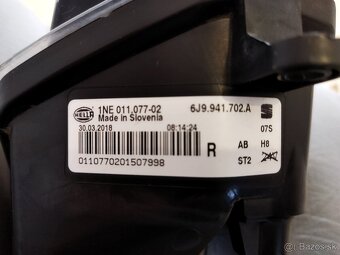 HELLA 1NE 011.077-02 6J9.941.702.A
Made in Slovenia
30.03.2018 08:14:24 07S
R AB H8
0110770201507998 ST2
bazos.sk